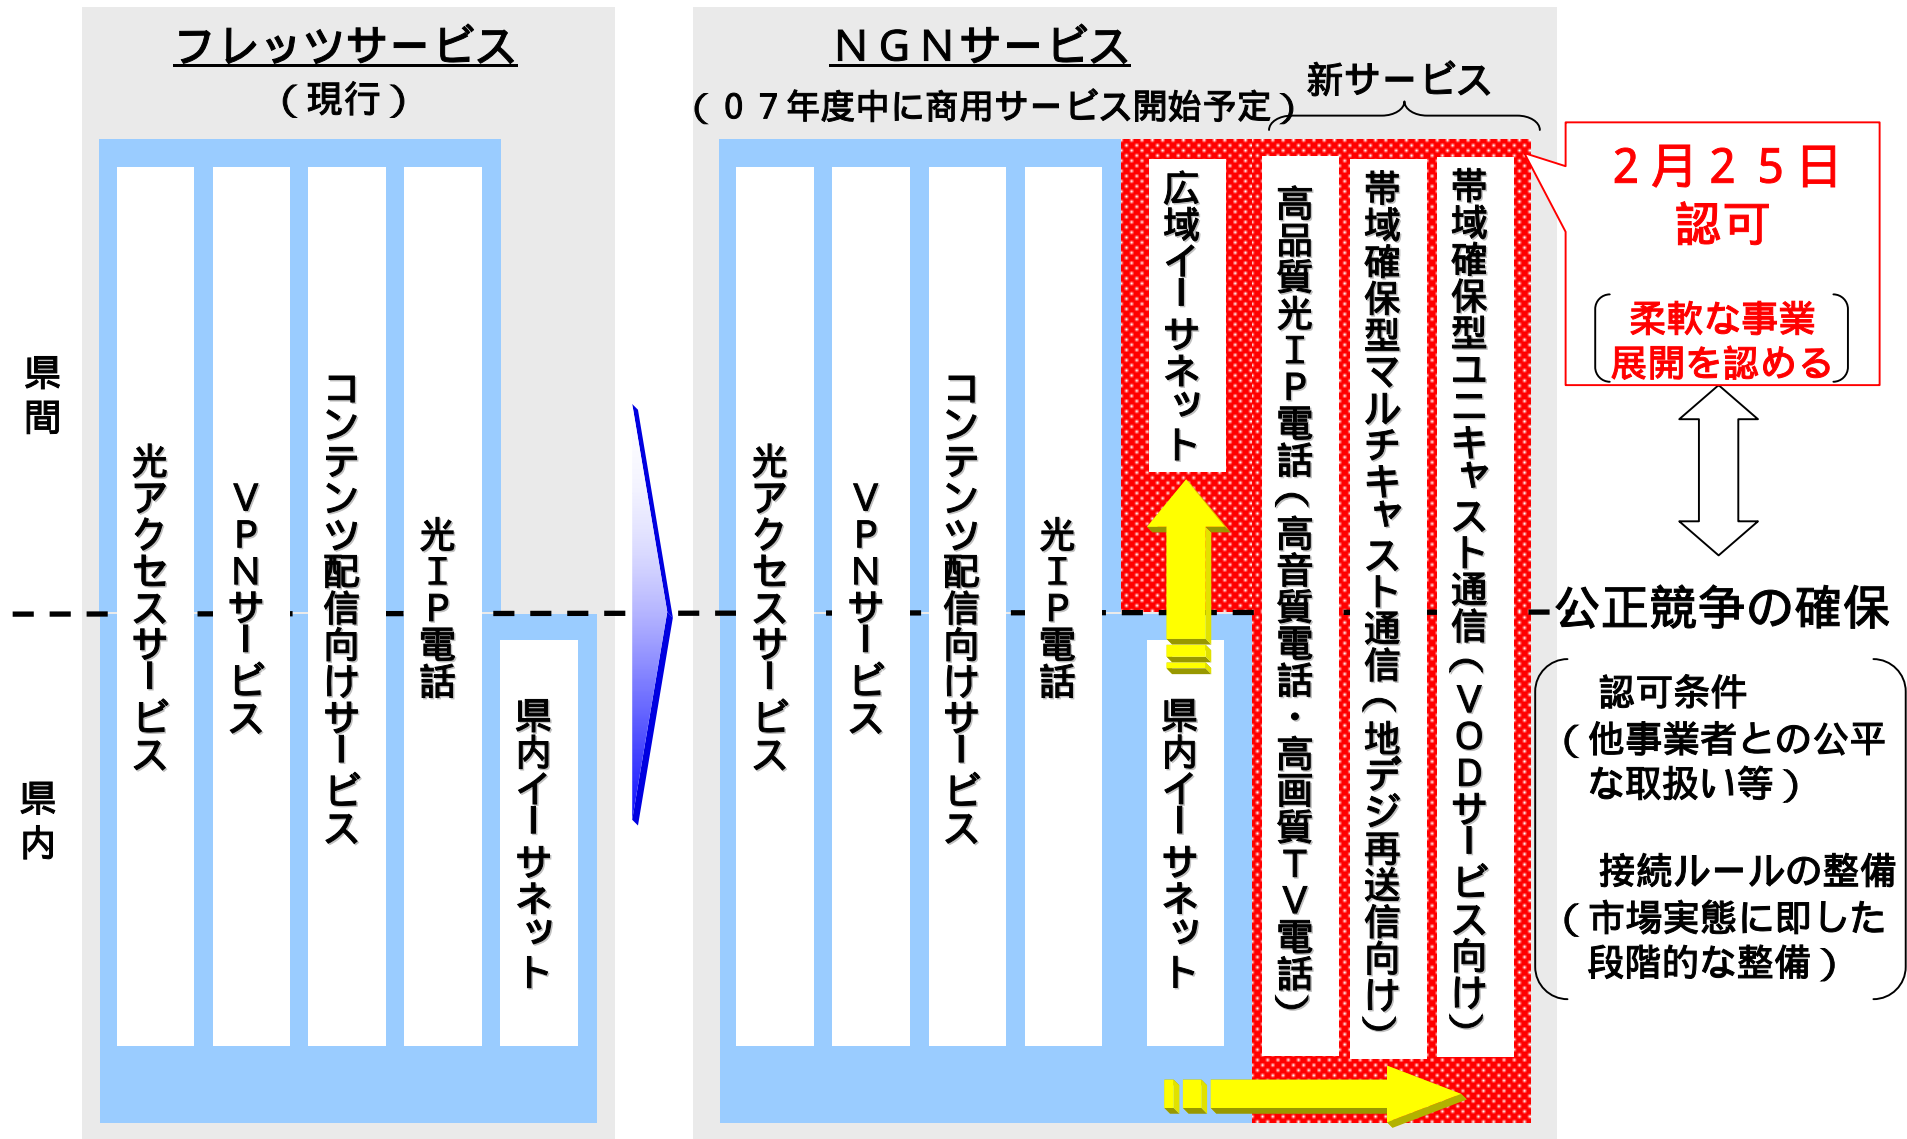 フレッツサービス
（現行）
ＮＧＮサービス
（０７年度中に商用サービス開始予定）
新サービス
県間
県内
光アクセスサービス
ＶＰＮサービス
コンテンツ配信向けサービス
光ＩＰ電話
県内イーサネット
光アクセスサービス
ＶＰＮサービス
コンテンツ配信向けサービス
光ＩＰ電話
広域イーサネット
県内イーサネット
高品質光ＩＰ電話（高音質電話・高画質ＴＶ電話）
帯域確保型マルチキャスト通信（地デジ再送信向け）
帯域確保型ユニキャスト通信（ＶＯＤサービス向け）
２月２５日
認可
柔軟な事業
展開を認める
公正競争の確保
認可条件
（他事業者との公平
な取扱い等）
接続ルールの整備
（市場実態に即した
段階的な整備）